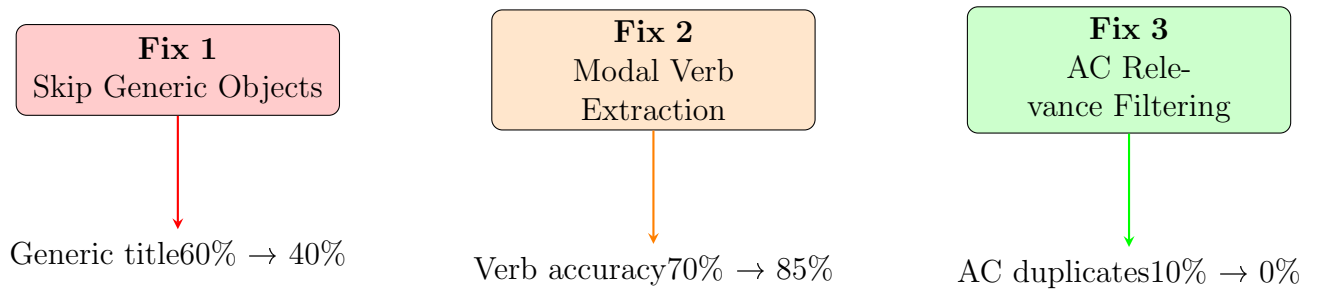 Fix 1
Skip Generic Objects
Generic title60% → 40%
Fix 2
Modal Verb
Extraction
Verb accuracy70% → 85%
Fix 3
AC Rele-
vance Filtering
AC duplicates10% → 0%